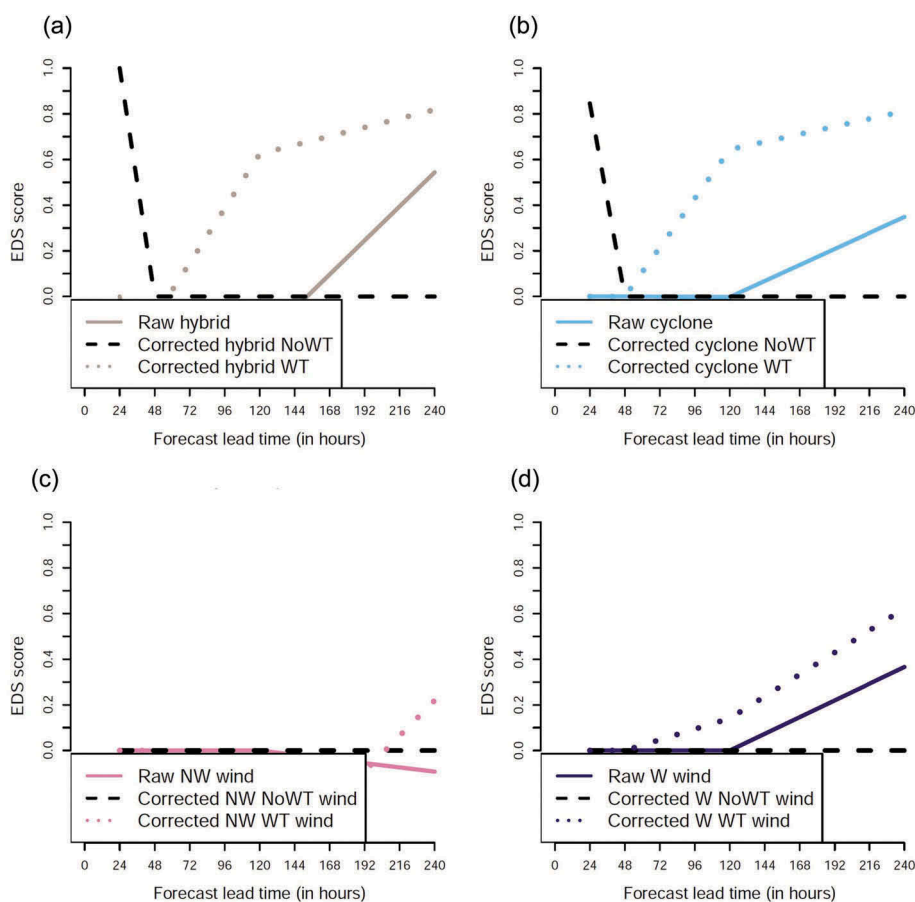 (a)
EDS score
0.0 0.2 0.4 0.6 0.8 1.0
Raw hybrid
Corrected hybrid NoWT
Corrected hybrid WT
0 24 48 72 96 120 144 168 192 216 240
Forecast lead time (in hours)
(b)
EDS score
0.0 0.2 0.4 0.6 0.8 1.0
Raw cyclone
Corrected cyclone NoWT
Corrected cyclone WT
0 24 48 72 96 120 144 168 192 216 240
Forecast lead time (in hours)
(c)
EDS score
0.0 0.2 0.4 0.6 0.8 1.0
Raw NW wind
Corrected NW NoWT wind
Corrected NW WT wind
0 24 48 72 96 120 144 168 192 216 240
Forecast lead time (in hours)
(d)
EDS score
0.0 0.2 0.4 0.6 0.8 1.0
Raw W wind
Corrected W NoWT wind
Corrected W WT wind
0 24 48 72 96 120 144 168 192 216 240
Forecast lead time (in hours)